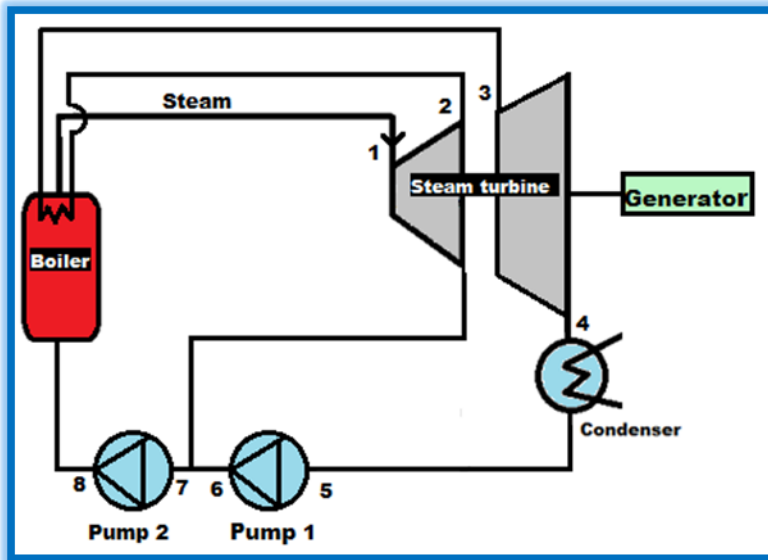 Steam
2
3
1
Steam turbine
Generator
Boiler
4
Condenser
8
7
6
5
Pump 2
Pump 1